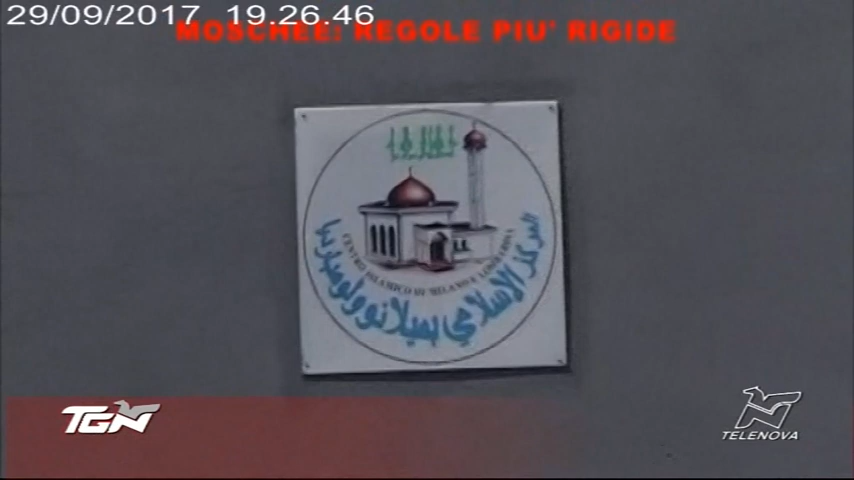 29/09/2017 19.26.46
MOSCHEE: REGOLE PIU' RIGIDE
CENTRO ISLAMICO DI MILANO E LOMBARDIA
المركز الإسلامي بميلانو ولومبارديا
TGN
TELENOVA